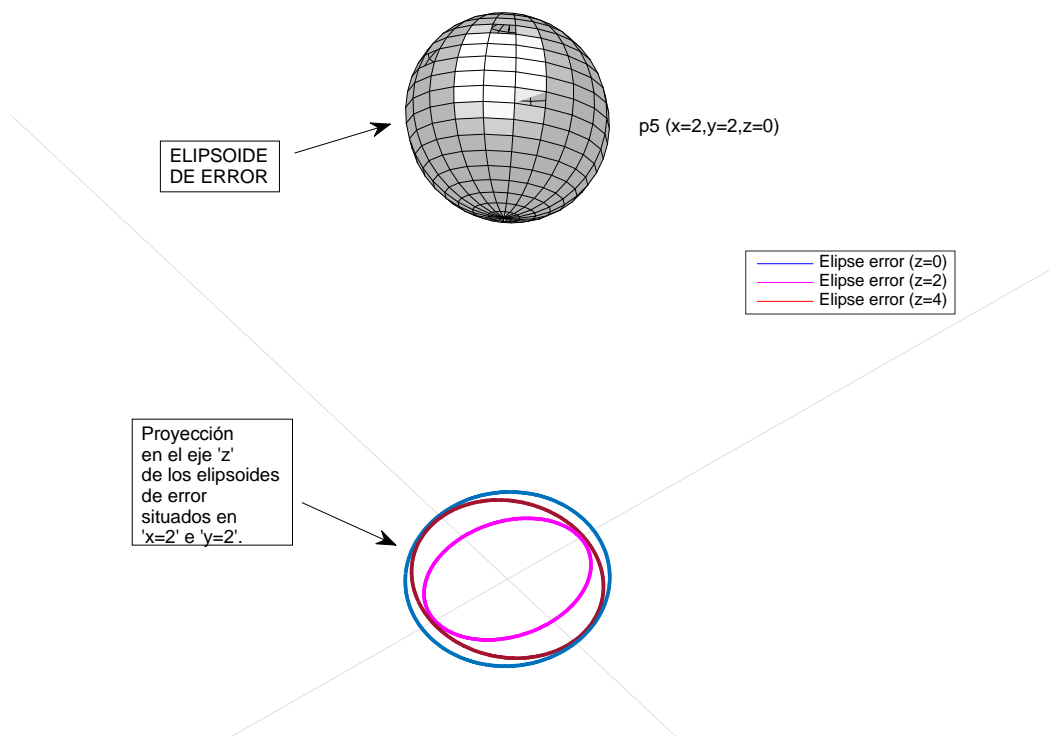 p5 (x=2,y=2,z=0)
ELIPSOIDE
DE ERROR
Elipse error (z=0)
Elipse error (z=2)
Elipse error (z=4)
Proyección
en el eje 'z'
de los elipsoides
de error
situados en
'x=2' e 'y=2'.